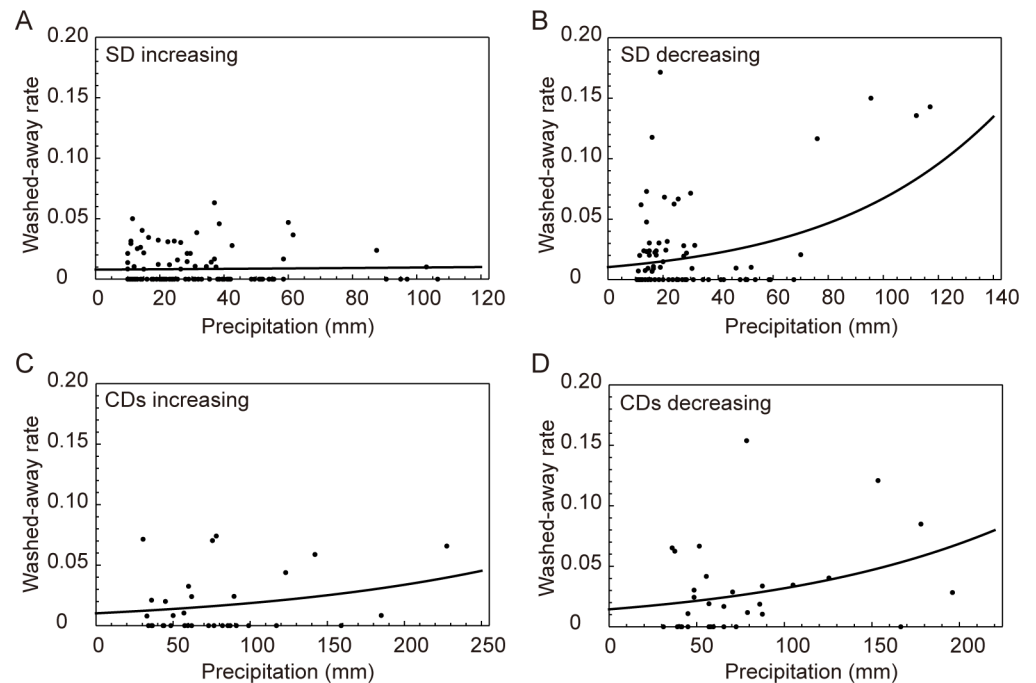 A
SD increasing
Washed-away rate
0.20
0.15
0.10
0.05
0
0 20 40 60 80 100 120
Precipitation (mm)
B
SD decreasing
Washed-away rate
0.20
0.15
0.10
0.05
0
0 20 40 60 80 100 120 140
Precipitation (mm)
C
CDs increasing
Washed-away rate
0.20
0.15
0.10
0.05
0
0 50 100 150 200 250
Precipitation (mm)
D
CDs decreasing
Washed-away rate
0.20
0.15
0.10
0.05
0
0 50 100 150 200
Precipitation (mm)